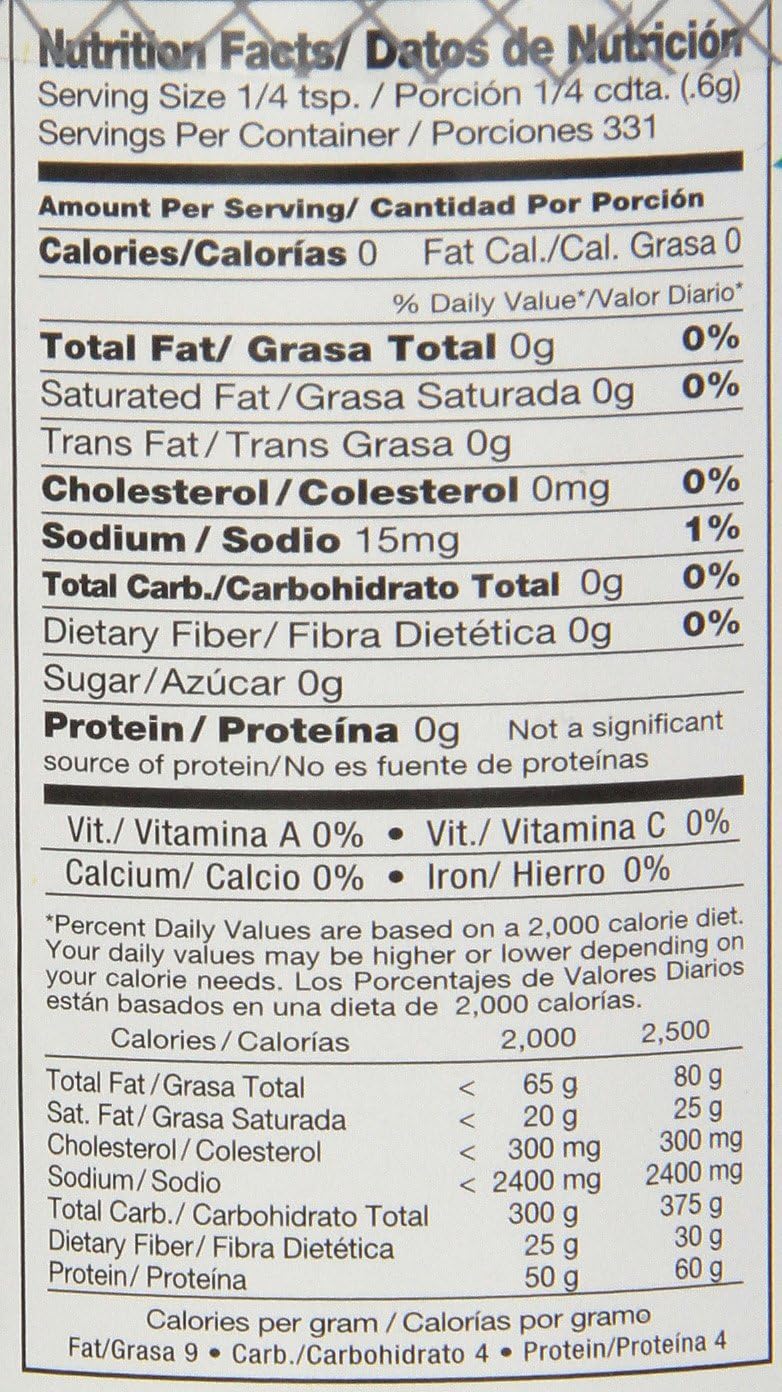 Nutrition Facts/ Datos de Nutrición
Serving Size 1/4 tsp. / Porción 1/4 cdta. (.6g)
Servings Per Container / Porciones 331
Amount Per Serving/ Cantidad Por Porción
Calories/Calorías 0 Fat Cal./Cal. Grasa 0
% Daily Value*/Valor Diario*
Total Fat/ Grasa Total 0g 0%
Saturated Fat/Grasa Saturada 0g 0%
Trans Fat/Trans Grasa 0g
Cholesterol/Colesterol 0mg 0%
Sodium / Sodio 15mg 1%
Total Carb./Carbohidrato Total 0g 0%
Dietary Fiber/ Fibra Dietética 0g 0%
Sugar/Azúcar 0g
Protein/ Proteína 0g Not a significant
source of protein/No es fuente de proteínas
Vit./ Vitamina A 0% • Vit./ Vitamina C 0%
Calcium/ Calcio 0% • Iron/ Hierro 0%
*Percent Daily Values are based on a 2,000 calorie diet.
Your daily values may be higher or lower depending on
your calorie needs. Los Porcentajes de Valores Diarios
están basados en una dieta de 2,000 calorías.
Calories/Calorías 2,000 2,500
Total Fat/Grasa Total < 65 g 80 g
Sat. Fat/Grasa Saturada < 20 g 25 g
Cholesterol/Colesterol < 300 mg 300 mg
Sodium/Sodio < 2400 mg 2400 mg
Total Carb./ Carbohidrato Total 300 g 375 g
Dietary Fiber/ Fibra Dietética 25 g 30 g
Protein/ Proteína 50 g 60 g
Calories per gram / Calorías por gramo
Fat/Grasa 9 • Carb./Carbohidrato 4 • Protein/Proteína 4